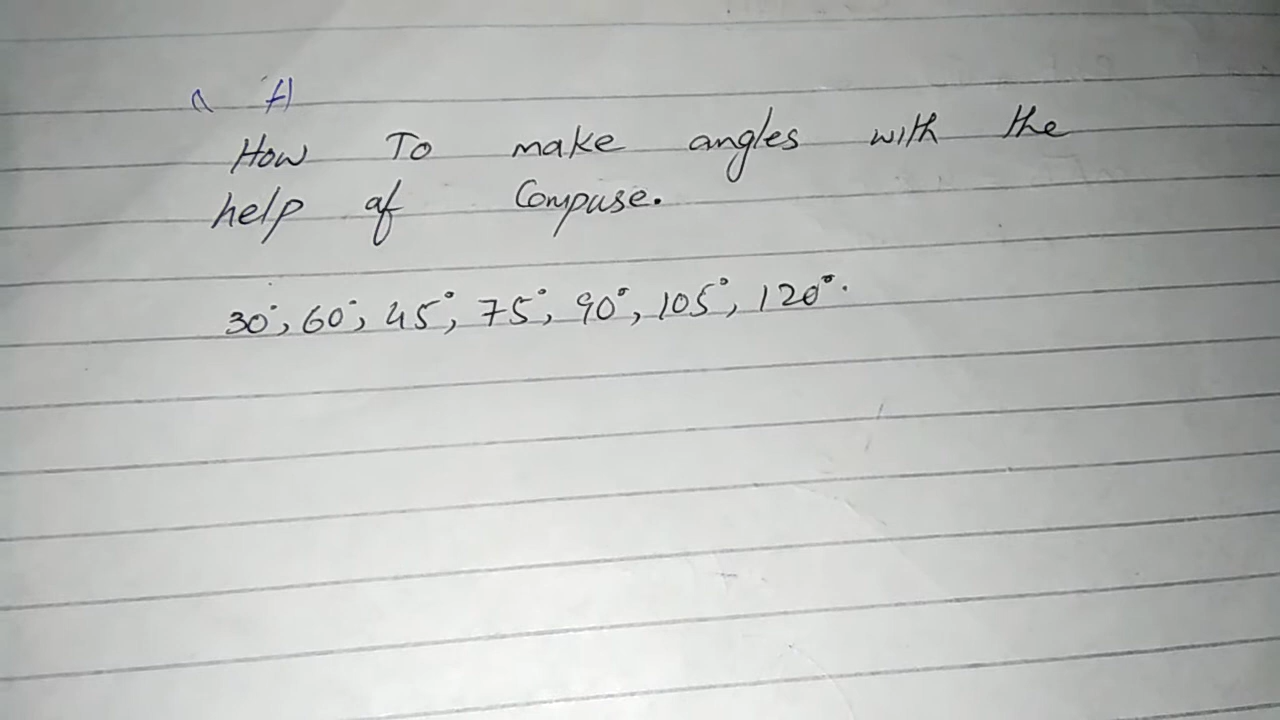 How To make angles with the
help of Compuse.
30°, 60°, 45°, 75°, 90°, 105°, 120°.